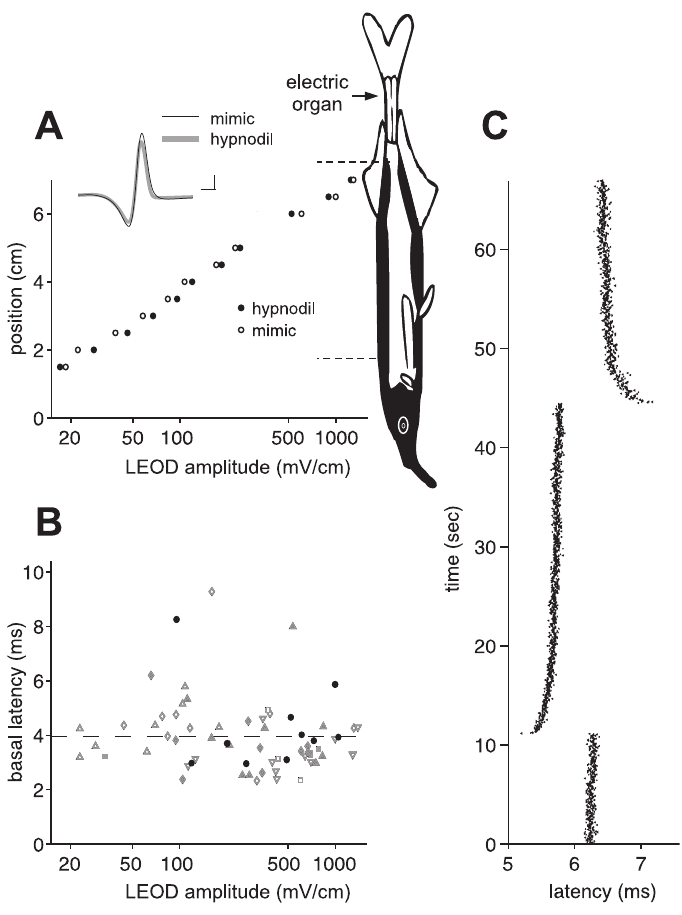 electric
organ
A
mimic
hypnodil
6
4
2
0
position (cm)
hypnodil
mimic
20 50 100 500 1000
LEOD amplitude (mV/cm)
B
10
8
6
4
2
0
basal latency (ms)
20 50 100 500 1000
LEOD amplitude (mV/cm)
C
60
50
40
30
20
10
0
time (sec)
5 6 7
latency (ms)